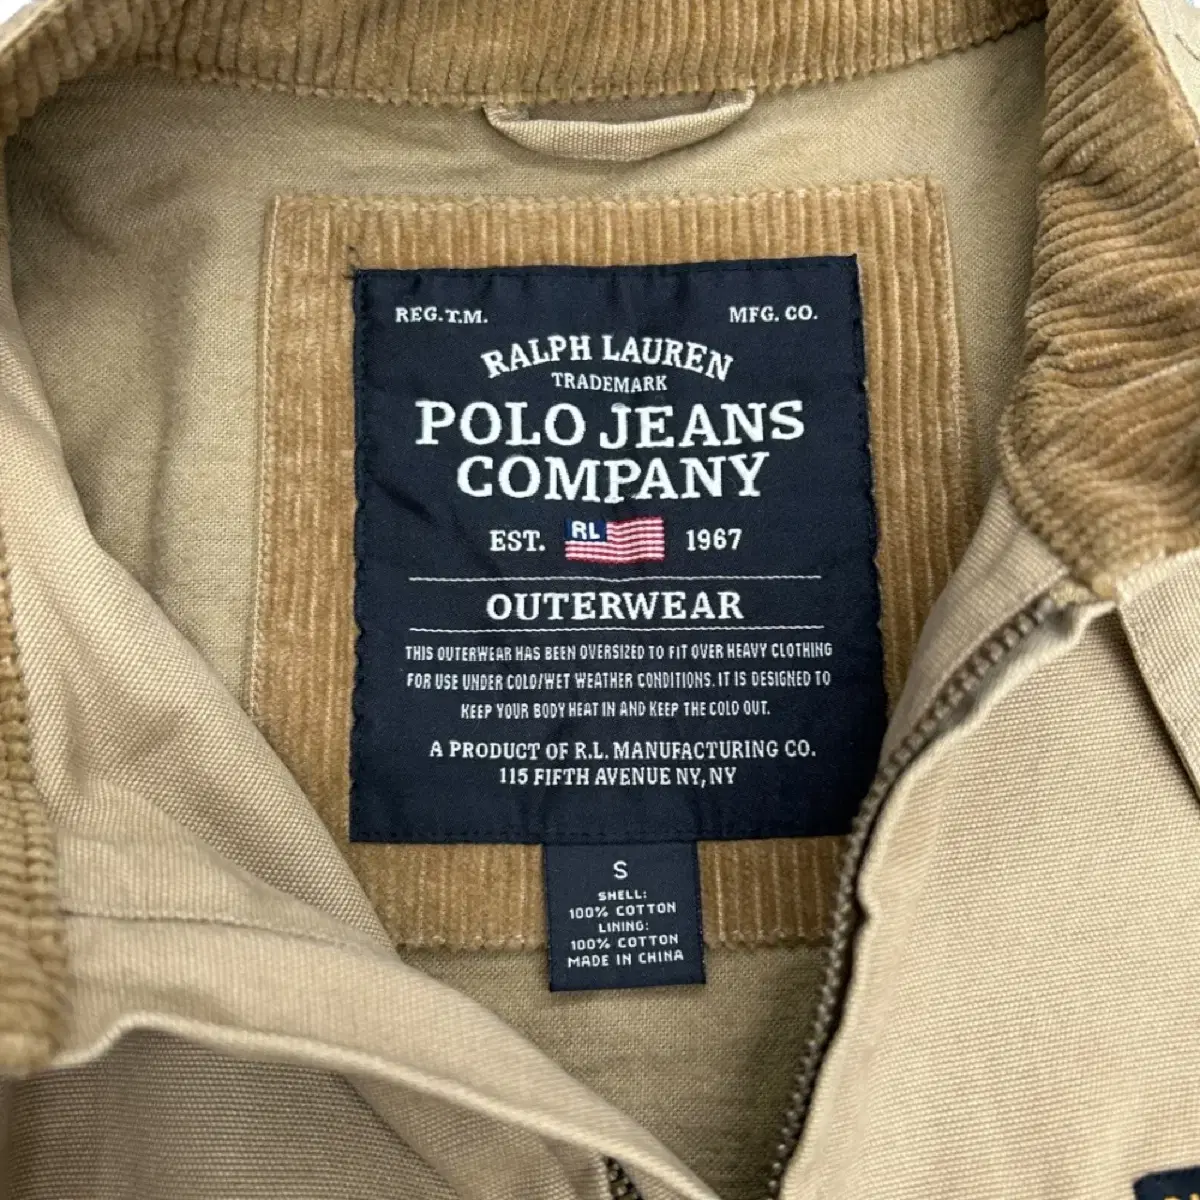 REG.T.M. MFG. CO.
RALPH LAUREN
TRADEMARK
POLO JEANS
COMPANY
EST. RL 1967
OUTERWEAR
THIS OUTERWEAR HAS BEEN OVERSIZED TO FIT OVER HEAVY CLOTHING
FOR USE UNDER COLD/WET WEATHER CONDITIONS. IT IS DESIGNED TO
KEEP YOUR BODY HEAT IN AND KEEP THE COLD OUT.
A PRODUCT OF R.L. MANUFACTURING CO.
115 FIFTH AVENUE NY, NY
S
SHELL:
100% COTTON
LINING:
100% COTTON
MADE IN CHINA